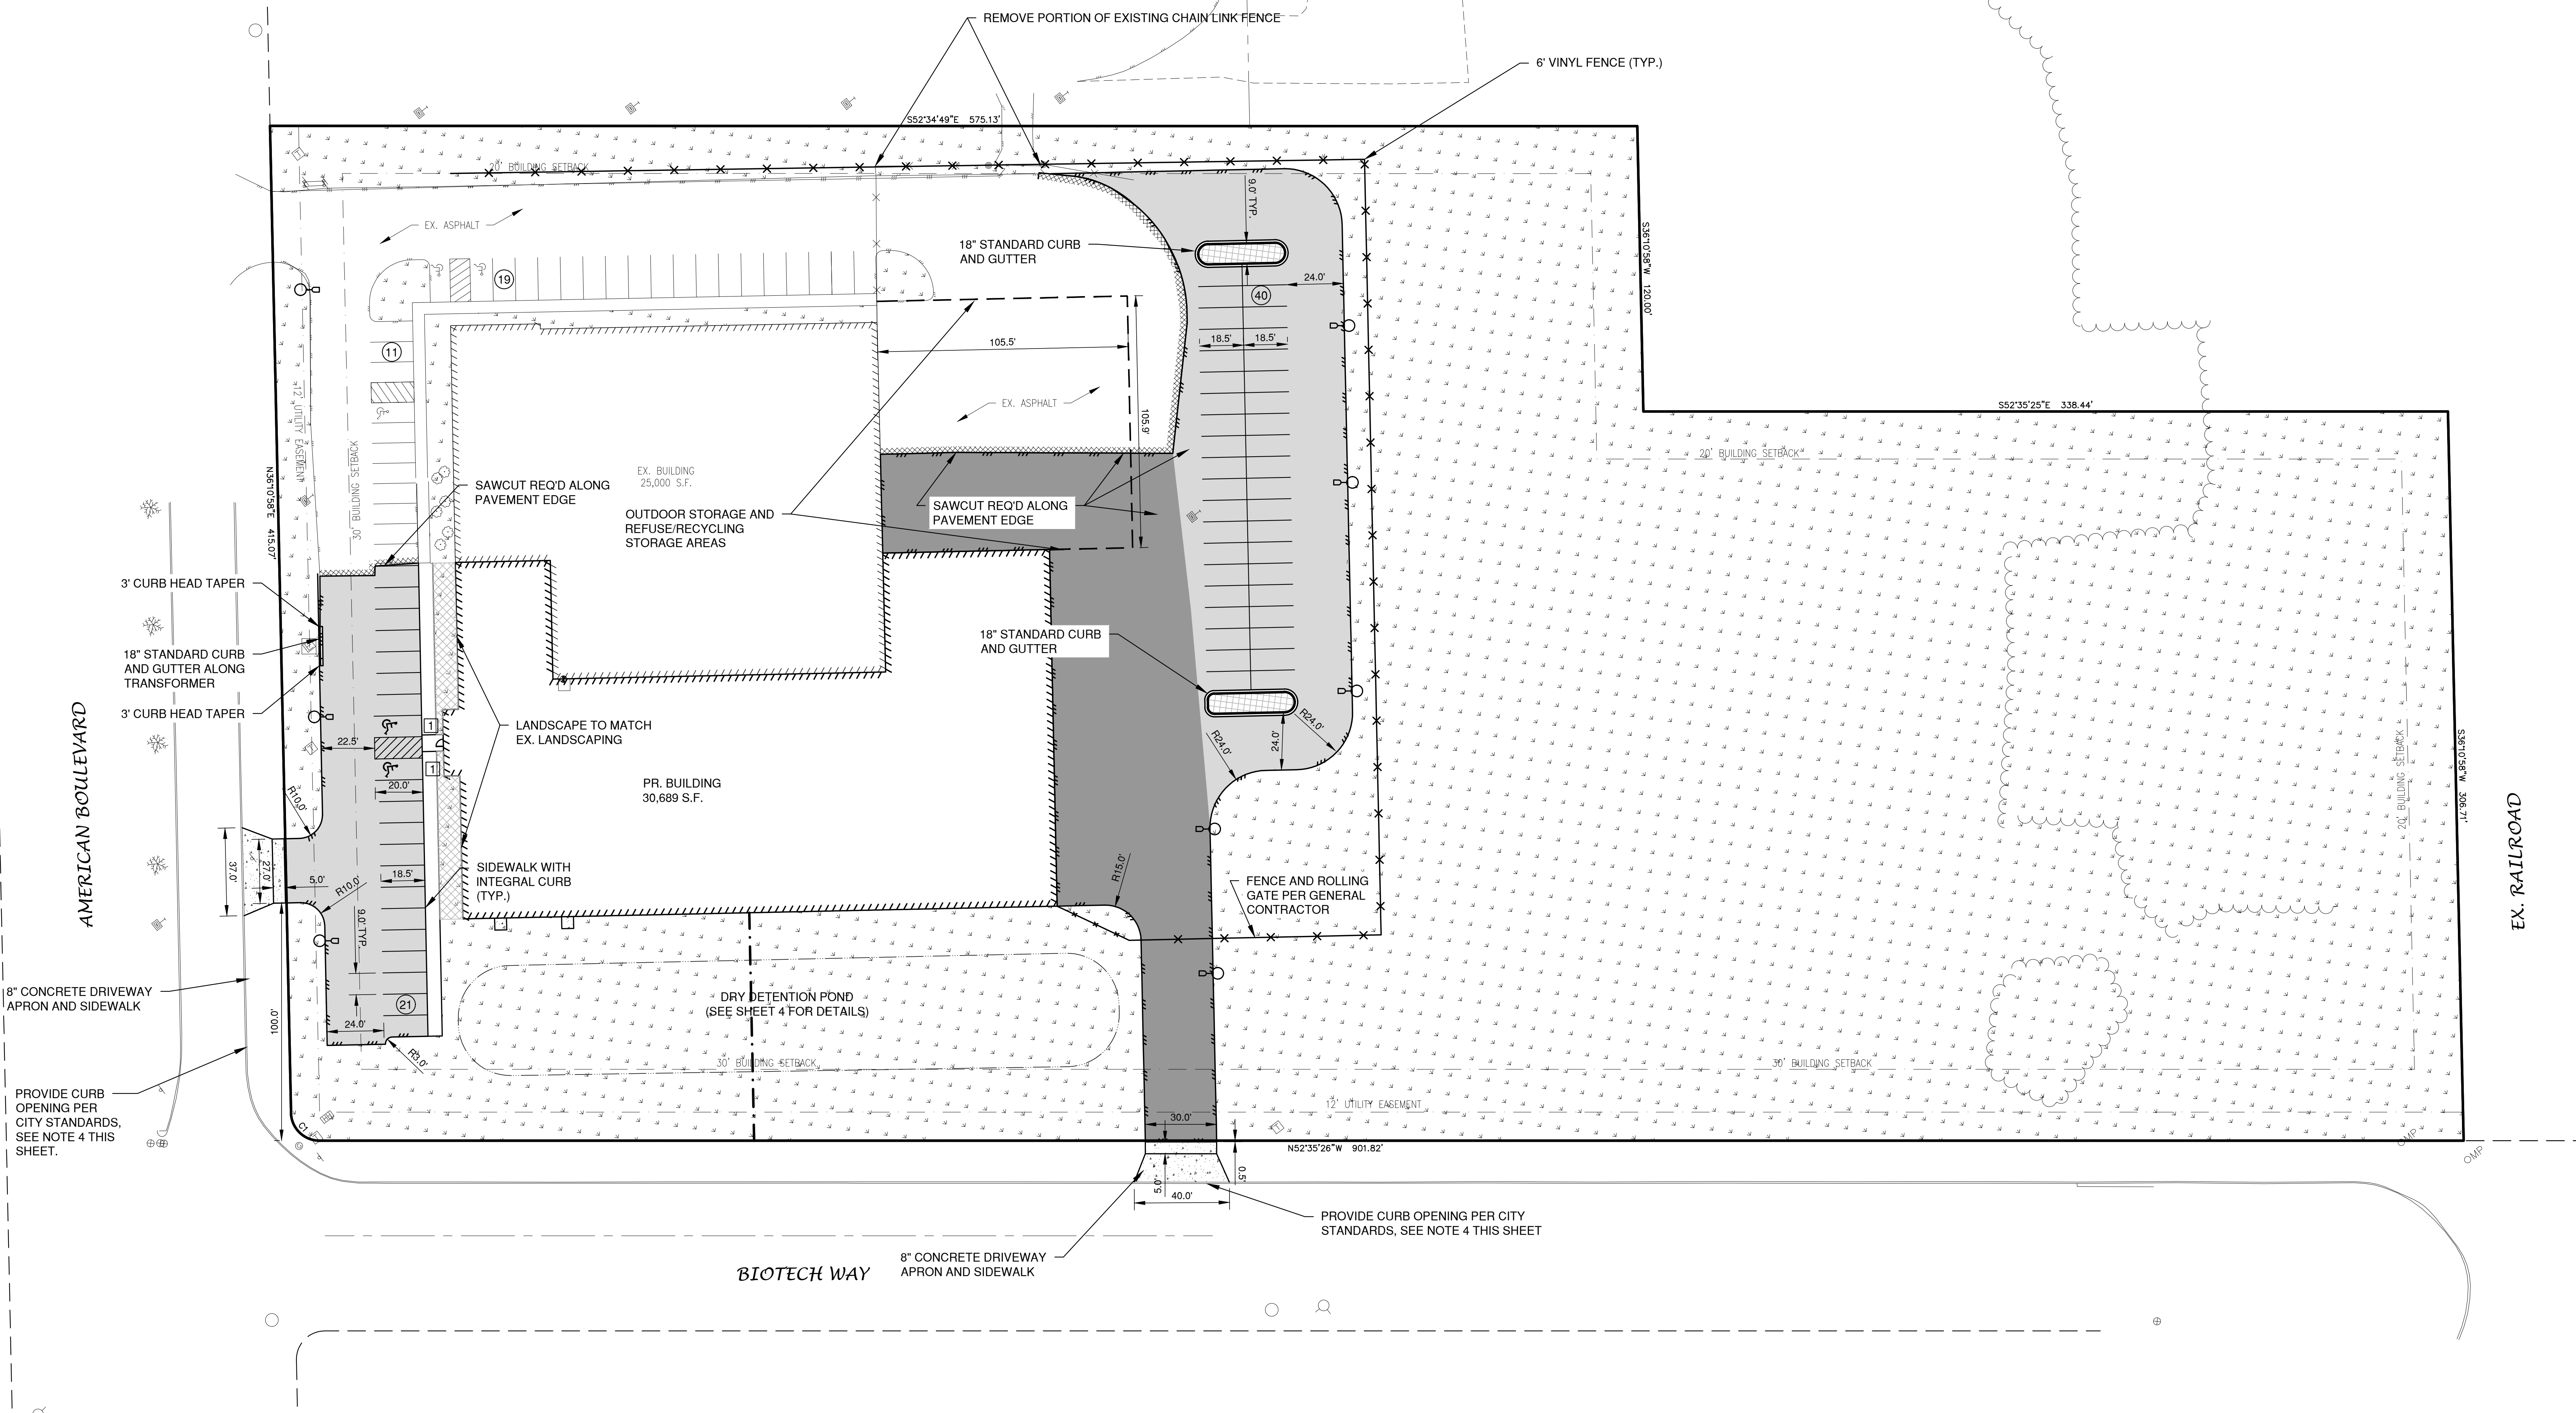 REMOVE PORTION OF EXISTING CHAIN LINK FENCE
6' VINYL FENCE (TYP.)
S52°34'49"E 575.13'
20' BUILDING SETBACK
9.0' TYP.
EX. ASPHALT
18" STANDARD CURB
AND GUTTER
19
24.0'
40
S36°10'58"W 120.00'
11
105.5'
18.5'
18.5'
12' UTILITY EASEMENT
EX. ASPHALT
105.9'
S52°35'25"E 338.44'
30' BUILDING SETBACK
20' BUILDING SETBACK
N36°10'58"E 415.07'
EX. BUILDING
25,000 S.F.
SAWCUT REQ'D ALONG
PAVEMENT EDGE
OUTDOOR STORAGE AND
REFUSE/RECYCLING
STORAGE AREAS
SAWCUT REQ'D ALONG
PAVEMENT EDGE
3' CURB HEAD TAPER
18" STANDARD CURB
AND GUTTER ALONG
TRANSFORMER
3' CURB HEAD TAPER
18" STANDARD CURB
AND GUTTER
AMERICAN BOULEVARD
22.5'
1
1
LANDSCAPE TO MATCH
EX. LANDSCAPING
R24.0'
24.0'
R24.0'
20.0'
R10.0'
PR. BUILDING
30,689 S.F.
20' BUILDING SETBACK
S36°10'58"W 306.71'
EX. RAILROAD
37.0'
27.0'
5.0'
R10.0'
18.5'
SIDEWALK WITH
INTEGRAL CURB
(TYP.)
R15.0'
FENCE AND ROLLING
GATE PER GENERAL
CONTRACTOR
9.0' TYP.
8" CONCRETE DRIVEWAY
APRON AND SIDEWALK
100.0'
21
24.0'
R3.0'
DRY DETENTION POND
(SEE SHEET 4 FOR DETAILS)
30' BUILDING SETBACK
30' BUILDING SETBACK
PROVIDE CURB
OPENING PER
CITY STANDARDS,
SEE NOTE 4 THIS
SHEET.
C1
12' UTILITY EASEMENT
30.0'
N52°35'26"W 901.82'
OMP
OMP
5.0'
0.5'
40.0'
PROVIDE CURB OPENING PER CITY
STANDARDS, SEE NOTE 4 THIS SHEET
8" CONCRETE DRIVEWAY
APRON AND SIDEWALK
BIOTECH WAY